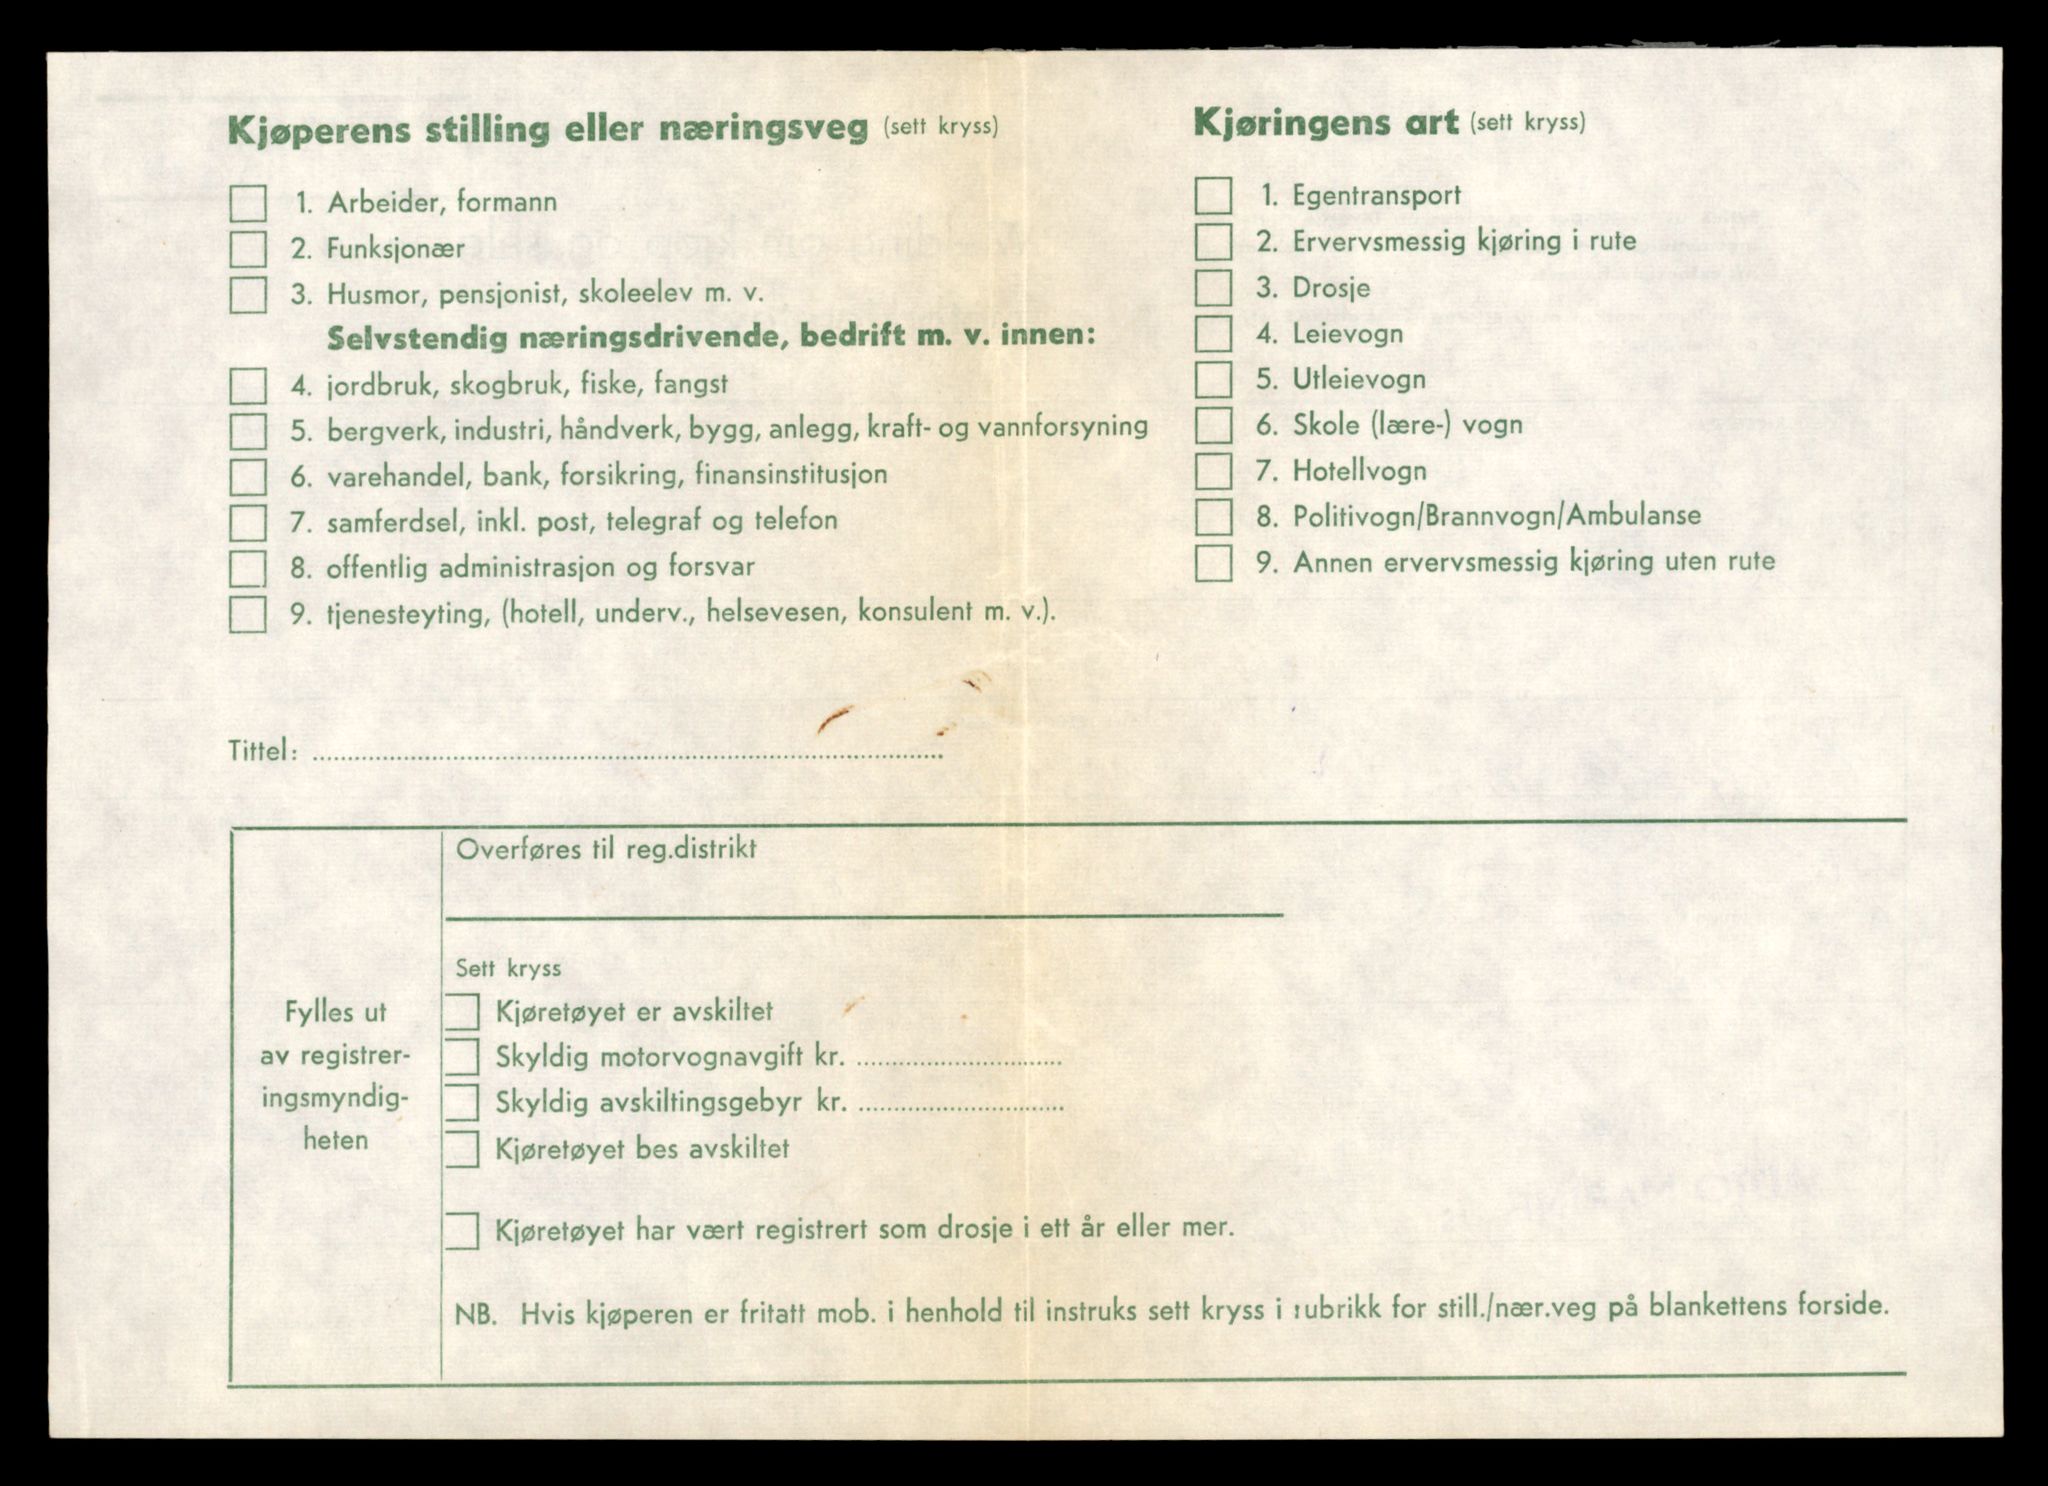 Kjøperens stilling eller næringsveg (sett kryss)
1. Arbeider, formann
2. Funksjonær
3. Husmor, pensjonist, skoleelev m. v.
Selvstendig næringsdrivende, bedrift m. v. innen:
4. jordbruk, skogbruk, fiske, fangst
5. bergverk, industri, håndverk, bygg, anlegg, kraft- og vannforsyning
6. varehandel, bank, forsikring, finansinstitusjon
7. samferdsel, inkl. post, telegraf og telefon
8. offentlig administrasjon og forsvar
9. tjenesteyting, (hotell, underv., helsevesen, konsulent m. v.).
Kjøringens art (sett kryss)
1. Egentransport
2. Ervervsmessig kjøring i rute
3. Drosje
4. Leievogn
5. Utleievogn
6. Skole (lære-) vogn
7. Hotellvogn
8. Politivogn/Brannvogn/Ambulanse
9. Annen ervervsmessig kjøring uten rute
Tittel:
Fylles ut
av registrer-
ingsmyndig-
heten
Overføres til reg.distrikt
Sett kryss
Kjøretøyet er avskiltet
Skyldig motorvognavgift kr.
Skyldig avskiltingsgebyr kr.
Kjøretøyet bes avskiltet
Kjøretøyet har vært registrert som drosje i ett år eller mer.
NB. Hvis kjøperen er fritatt mob. i henhold til instruks sett kryss i rubrikk for still./nær.veg på blankettens forside.